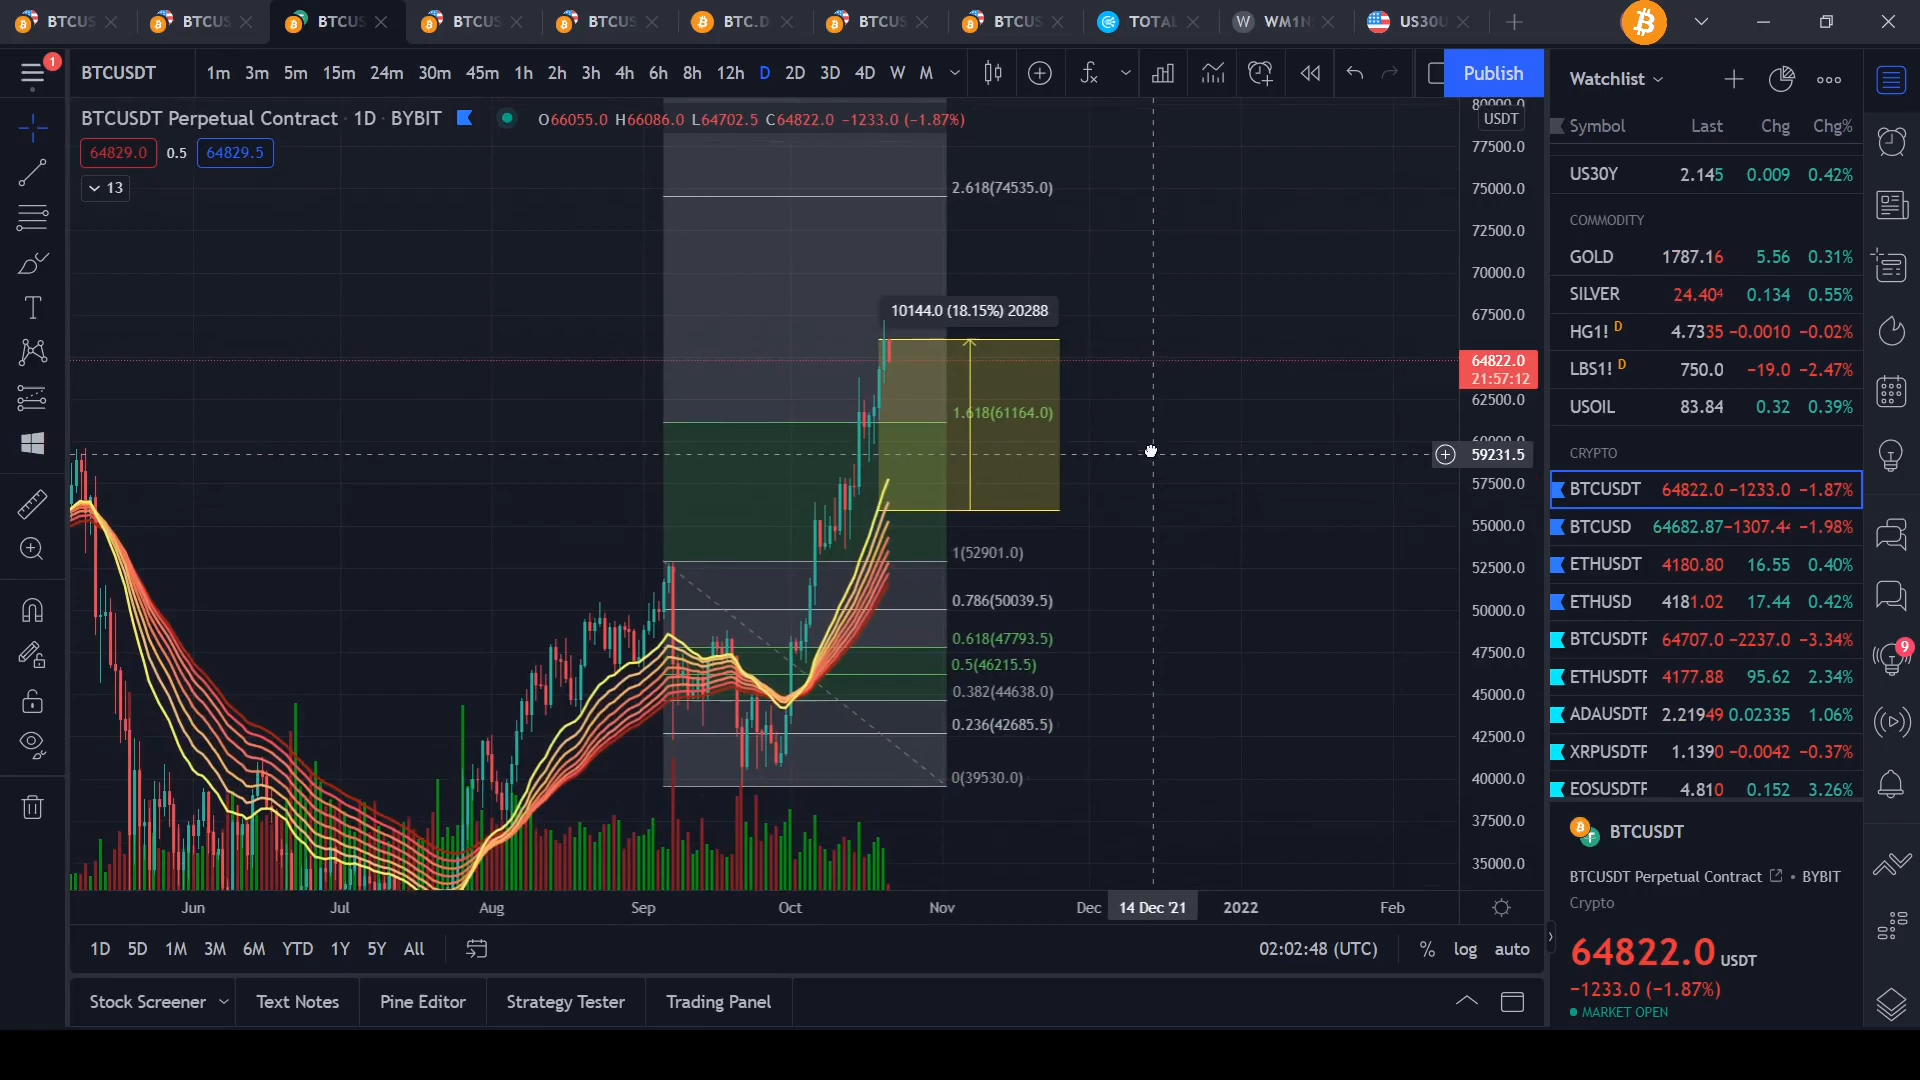 BTCUS BTCUS BTCUS BTCUS BTCUS BTC.D BTCUS BTCUS TOTAL WM1N US30U
1
BTCUSDT 1m 3m 5m 15m 24m 30m 45m 1h 2h 3h 4h 6h 8h 12h D 2D 3D 4D W M Publish
BTCUSDT Perpetual Contract · 1D · BYBIT O66055.0 H66086.0 L64702.5 C64822.0 −1233.0 (−1.87%)
64829.0 0.5 64829.5
13
2.618(74535.0)
10144.0 (18.15%) 20288
1.618(61164.0)
1(52901.0)
0.786(50039.5)
0.618(47793.5)
0.5(46215.5)
0.382(44638.0)
0.236(42685.5)
0(39530.0)
80000.0
USDT
77500.0
75000.0
72500.0
70000.0
67500.0
64822.0
21:57:12
62500.0
60000.0
59231.5
57500.0
55000.0
52500.0
50000.0
47500.0
45000.0
42500.0
40000.0
37500.0
35000.0
Jun Jul Aug Sep Oct Nov Dec 14 Dec '21 2022 Feb
1D 5D 1M 3M 6M YTD 1Y 5Y All 02:02:48 (UTC) % log auto
Stock Screener Text Notes Pine Editor Strategy Tester Trading Panel
Watchlist
Symbol Last Chg Chg%
US30Y 2.145 0.009 0.42%
COMMODITY
GOLD 1787.16 5.56 0.31%
SILVER 24.404 0.134 0.55%
HG1! D 4.7335 −0.0010 −0.02%
LBS1! D 750.0 −19.0 −2.47%
USOIL 83.84 0.32 0.39%
CRYPTO
BTCUSDT 64822.0 −1233.0 −1.87%
BTCUSD 64682.87 −1307.44 −1.98%
ETHUSDT 4180.80 16.55 0.40%
ETHUSD 4181.02 17.44 0.42%
BTCUSDTF 64707.0 −2237.0 −3.34%
ETHUSDTF 4177.88 95.62 2.34%
ADAUSDTF 2.21949 0.02335 1.06%
XRPUSDTF 1.1390 −0.0042 −0.37%
EOSUSDTF 4.810 0.152 3.26%
9
BTCUSDT
BTCUSDT Perpetual Contract • BYBIT
Crypto
64822.0 USDT
−1233.0 (−1.87%)
MARKET OPEN